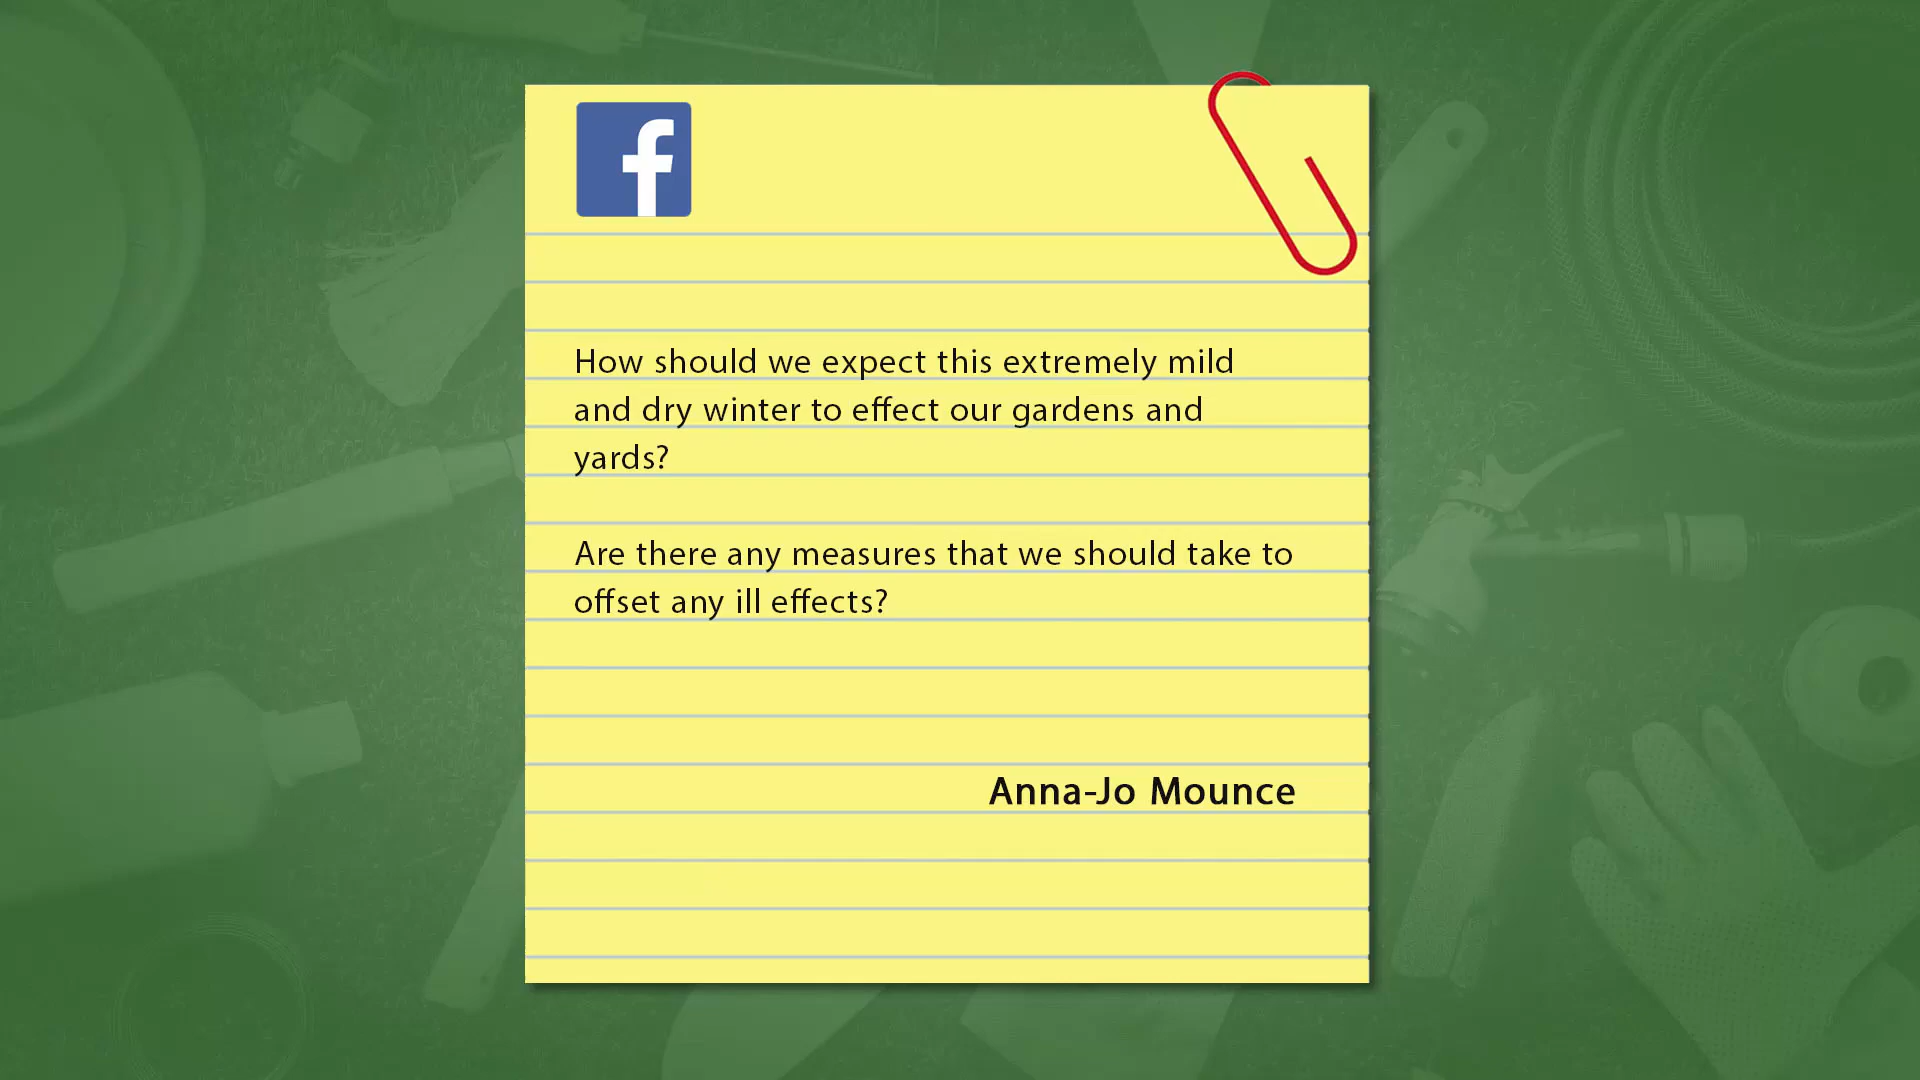 How should we expect this extremely mild
and dry winter to effect our gardens and
yards?
Are there any measures that we should take to
offset any ill effects?
Anna-Jo Mounce